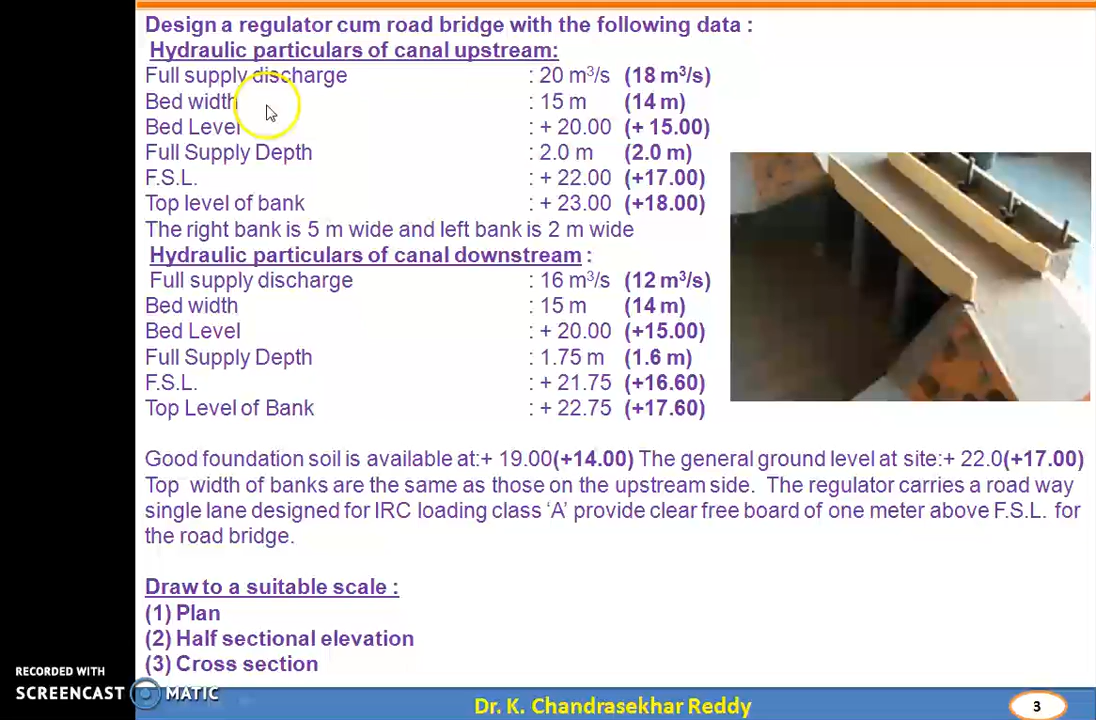 Design a regulator cum road bridge with the following data :
Hydraulic particulars of canal upstream:
Full supply discharge : 20 m³/s (18 m³/s)
Bed width : 15 m (14 m)
Bed Level : + 20.00 (+ 15.00)
Full Supply Depth : 2.0 m (2.0 m)
F.S.L. : + 22.00 (+17.00)
Top level of bank : + 23.00 (+18.00)
The right bank is 5 m wide and left bank is 2 m wide
Hydraulic particulars of canal downstream :
Full supply discharge : 16 m³/s (12 m³/s)
Bed width : 15 m (14 m)
Bed Level : + 20.00 (+15.00)
Full Supply Depth : 1.75 m (1.6 m)
F.S.L. : + 21.75 (+16.60)
Top Level of Bank : + 22.75 (+17.60)
Good foundation soil is available at:+ 19.00(+14.00) The general ground level at site:+ 22.0(+17.00)
Top width of banks are the same as those on the upstream side. The regulator carries a road way
single lane designed for IRC loading class ‘A’ provide clear free board of one meter above F.S.L. for
the road bridge.
Draw to a suitable scale :
(1) Plan
(2) Half sectional elevation
(3) Cross section
RECORDED WITH
SCREENCAST MATIC
Dr. K. Chandrasekhar Reddy
3